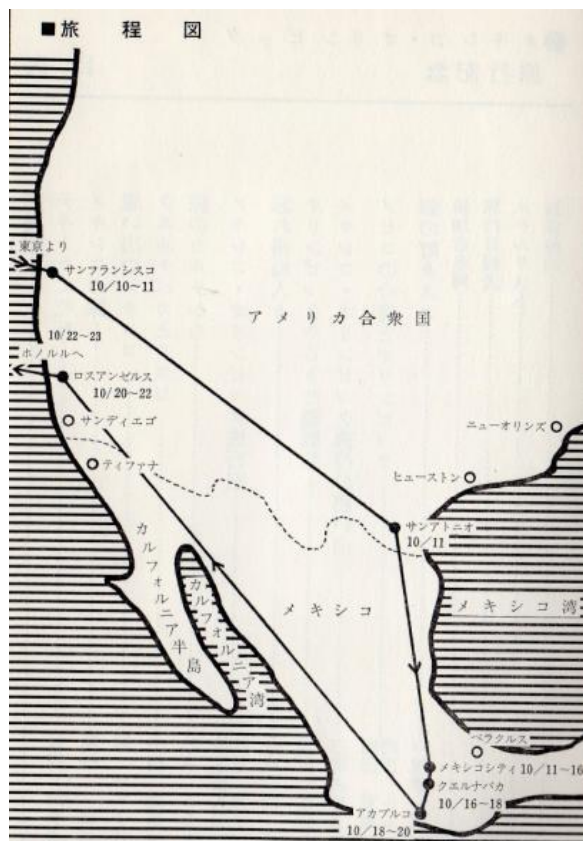 ■旅程図
東京より
サンフランシスコ
10/10~11
アメリカ合衆国
10/22~23
ホノルルへ
ロスアンゼルス
10/20~22
サンディエゴ
ニューオリンズ
ティファナ
ヒューストン
サンアトニオ
10/11
カルフォルニア半島
カルフォルニア湾
メキシコ
メキシコ湾
ベラクルス
メキシコシティ 10/11~16
クエルナバカ
10/16~18
アカプルコ
10/18~20